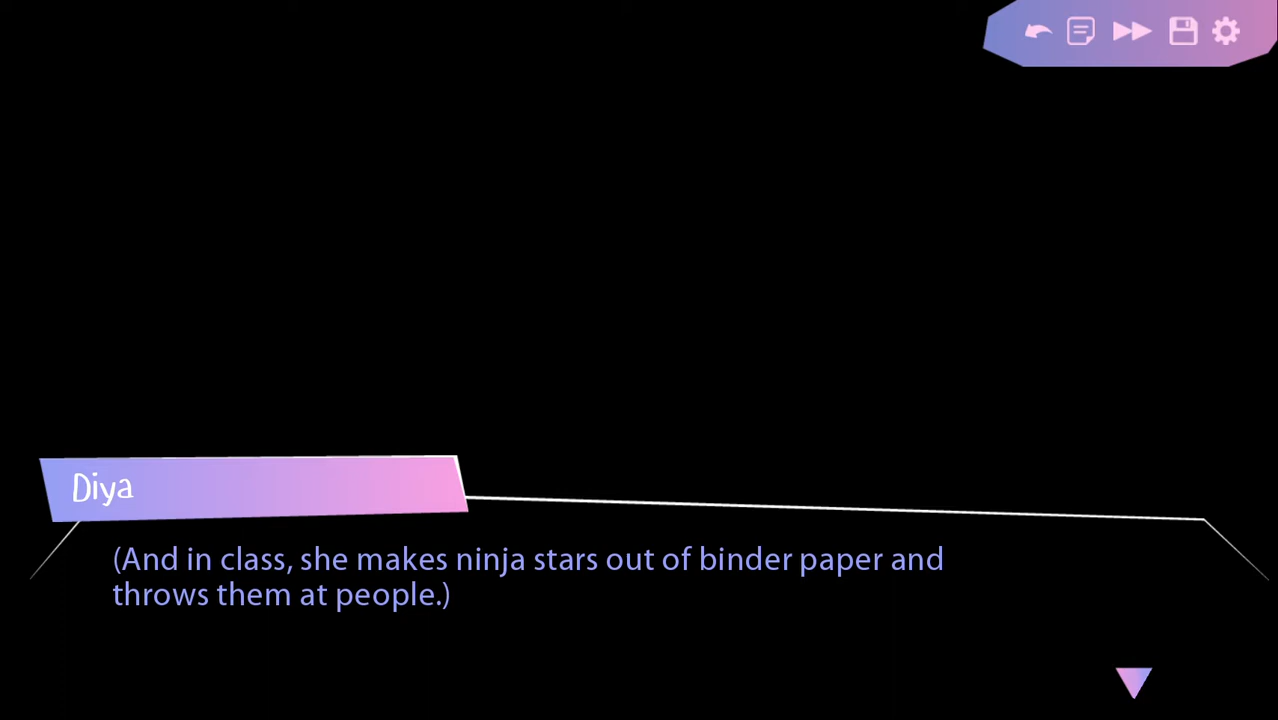 Diya
(And in class, she makes ninja stars out of binder paper and
throws them at people.)